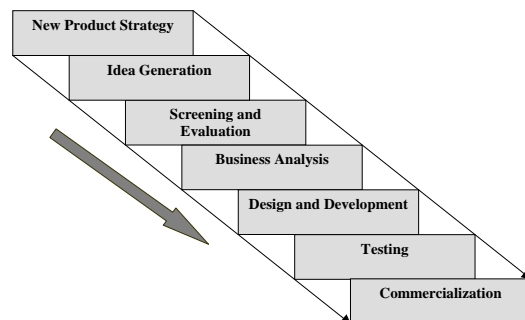 New Product Strategy
Idea Generation
Screening and
Evaluation
Business Analysis
Design and Development
Testing
Commercialization